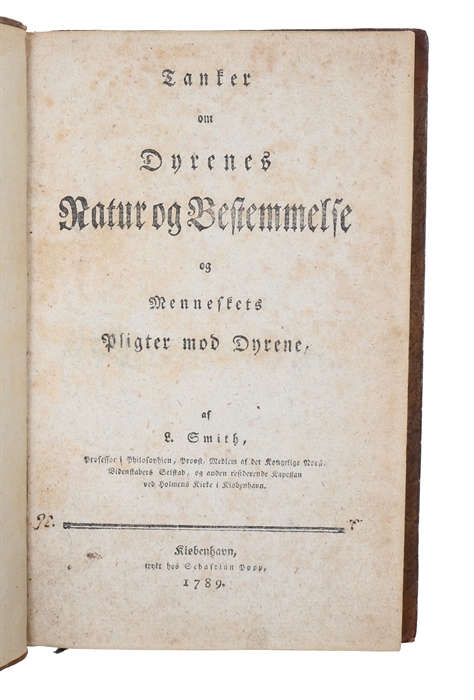 Tanker
om
Dyrenes
Natur og Bestemmelse
og
Menneskets
Pligter mod Dyrene,
af
L. Smith,
Professor i Philosophien, Provst, Medlem af det Kongelige Norske
Videnskabers Selskab, og anden residerende Kapellan
ved Holmens Kirke i Kiøbenhavn.
Kiøbenhavn,
trykt hos Sebastian Popp,
1789.